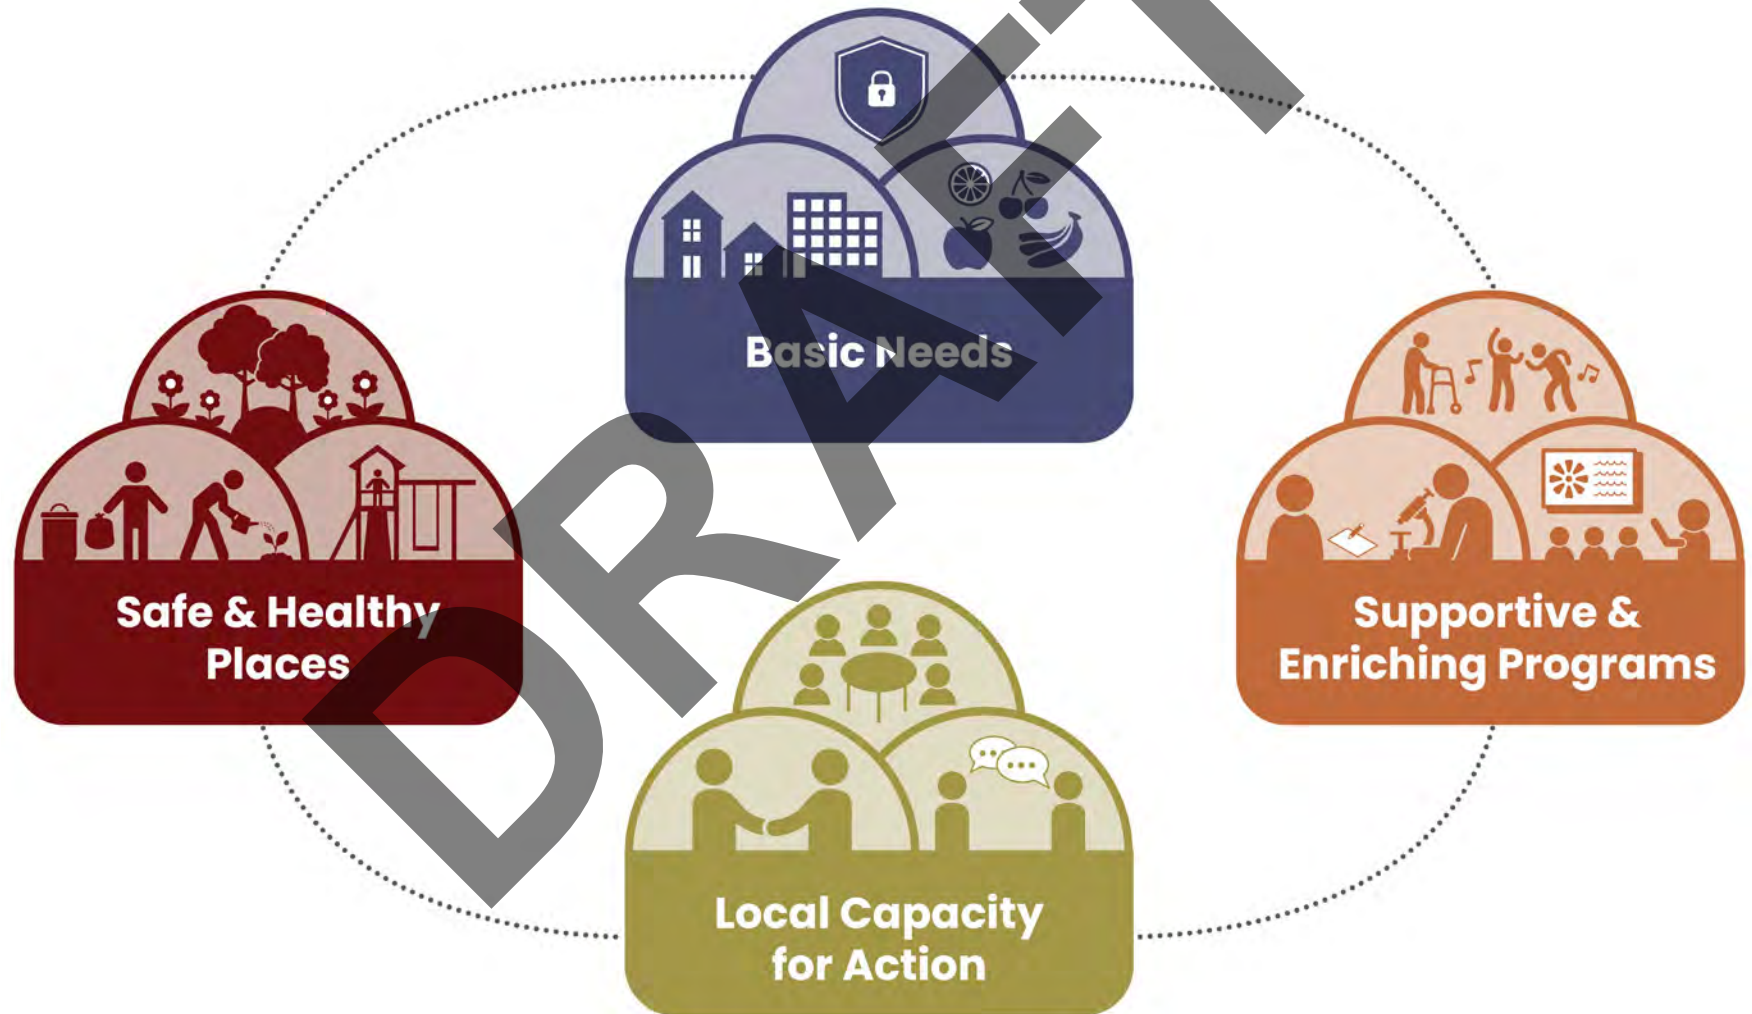 Basic Needs
Safe & Healthy
Places
Supportive &
Enriching Programs
Local Capacity
for Action
DRAFT